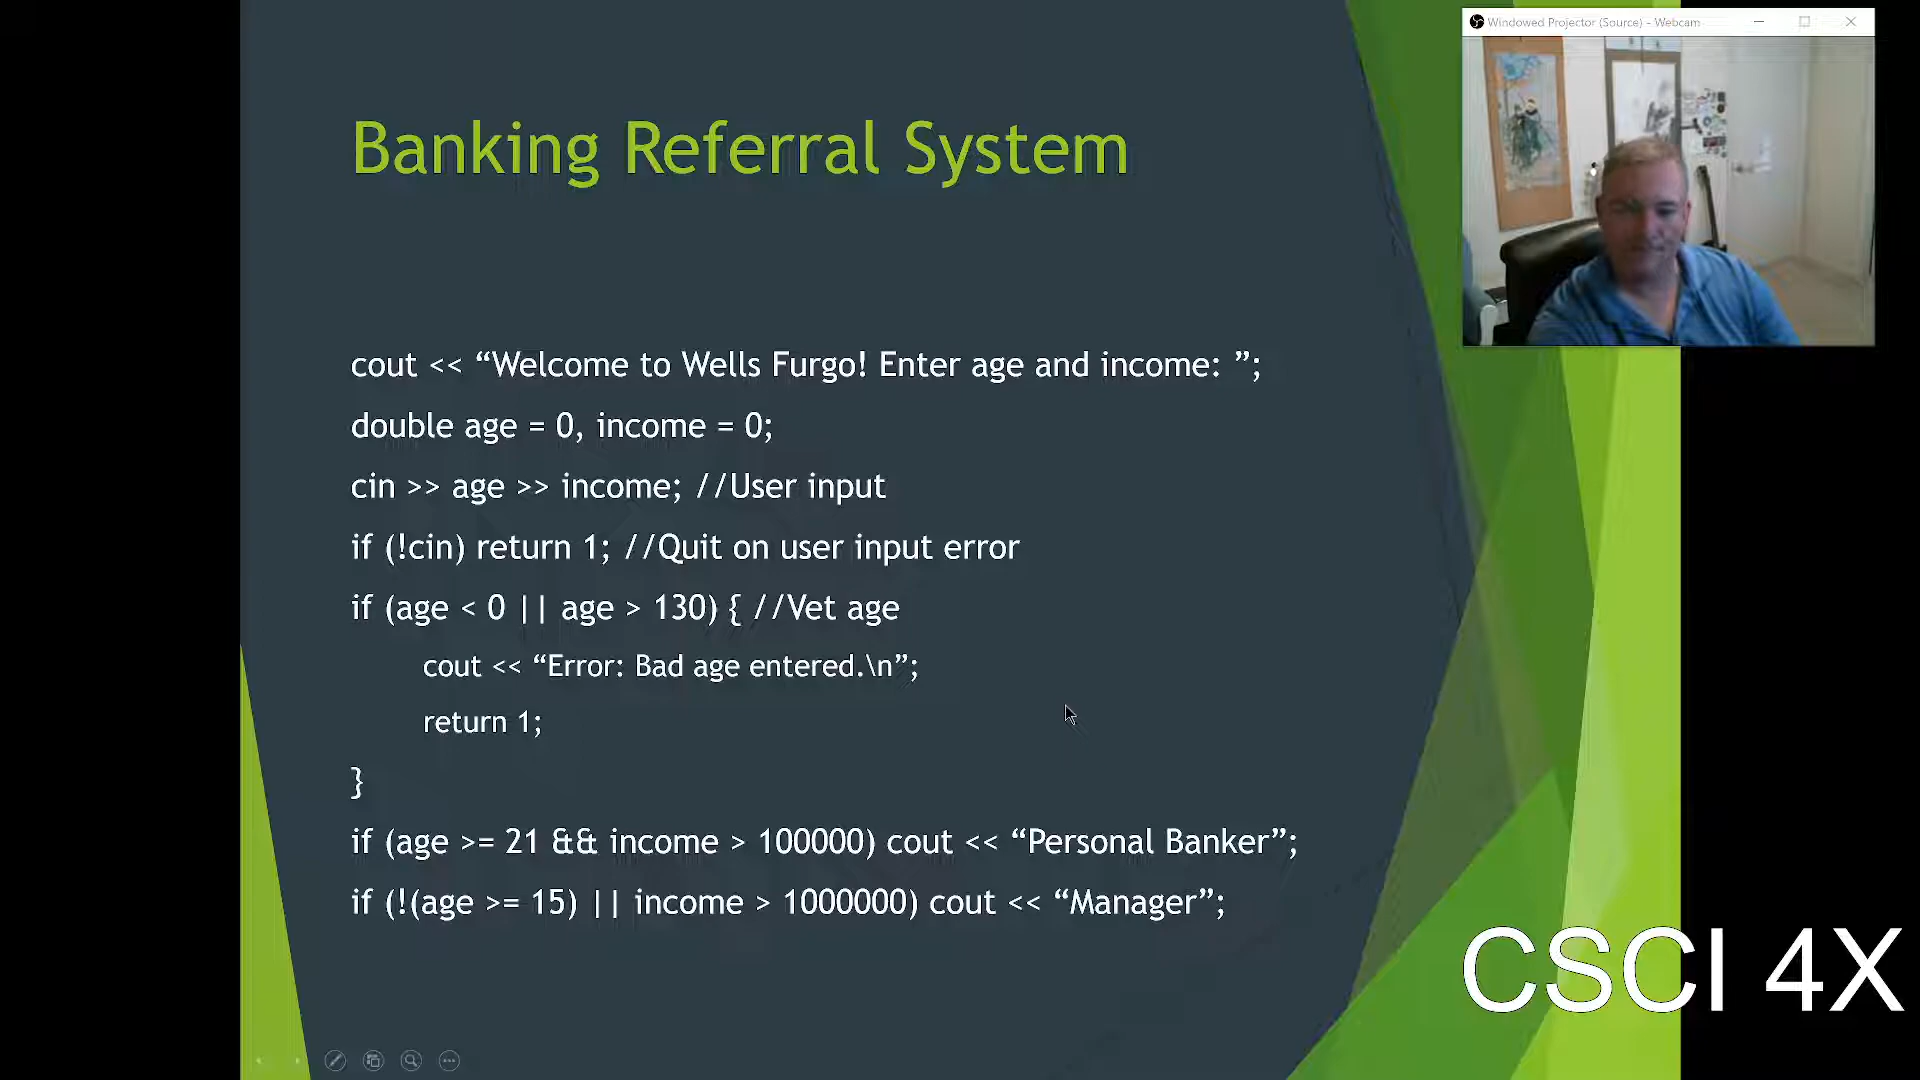 Windowed Projector (Source) - Webcam
Banking Referral System
cout << “Welcome to Wells Furgo! Enter age and income: ”;
double age = 0, income = 0;
cin >> age >> income; //User input
if (!cin) return 1; //Quit on user input error
if (age < 0 || age > 130) { //Vet age
cout << “Error: Bad age entered.\n”;
return 1;
}
if (age >= 21 && income > 100000) cout << “Personal Banker”;
if (!(age >= 15) || income > 1000000) cout << “Manager”;
CSCI 4X